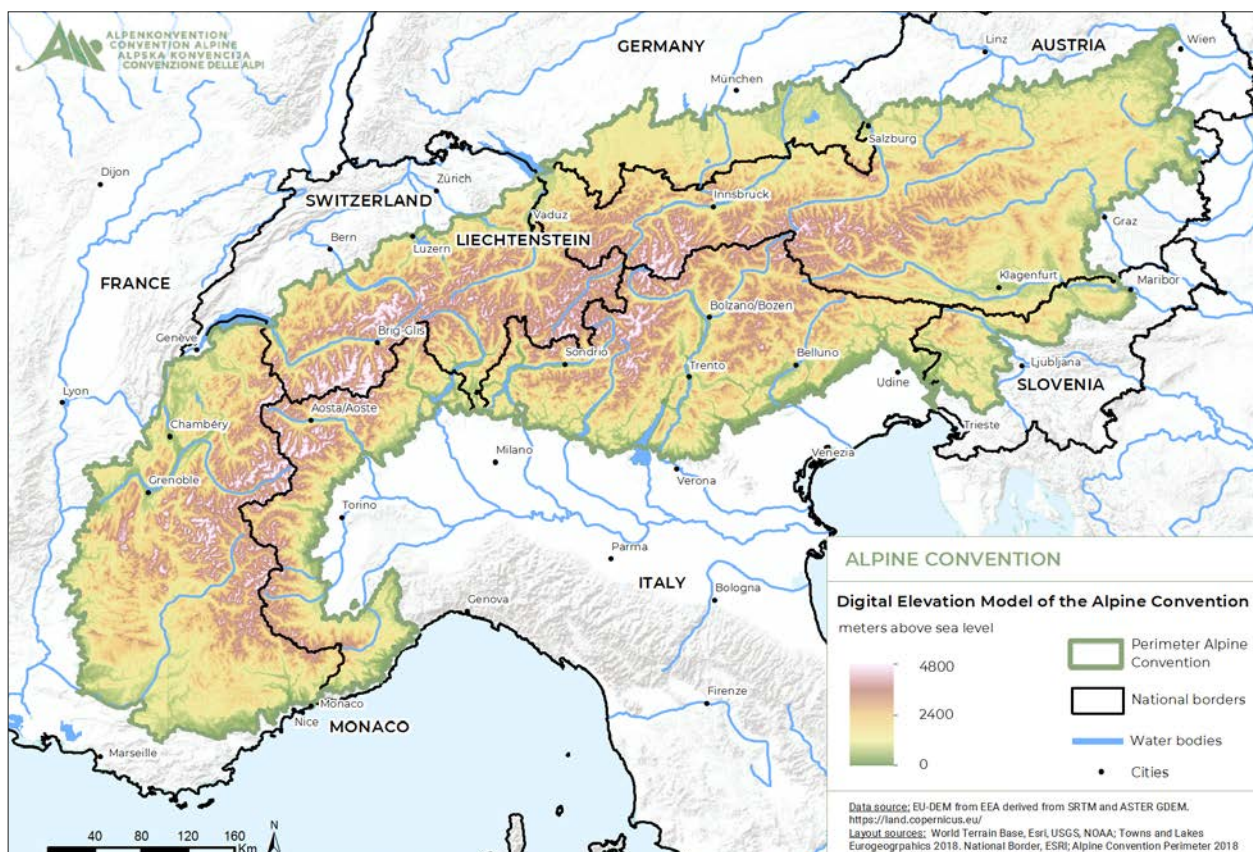 ALPENKONVENTION
CONVENTION ALPINE
ALPSKA KONVENCIJA
CONVENZIONE DELLE ALPI
GERMANY
AUSTRIA
Linz
Wien
München
Salzburg
Dijon
Zürich
SWITZERLAND
Innsbruck
Vaduz
Graz
Bern
Luzern
LIECHTENSTEIN
FRANCE
Klagenfurt
Maribor
Bolzano/Bozen
Genève
Brig-Glis
Sondrio
Belluno
Ljubljana
Trento
Udine
SLOVENIA
Lyon
Aosta/Aoste
Chambéry
Trieste
Milano
Venezia
Grenoble
Verona
Torino
Parma
ITALY
Bologna
Genova
Monaco
Nice
MONACO
Firenze
Marseille
ALPINE CONVENTION
Digital Elevation Model of the Alpine Convention
meters above sea level
4800
2400
0
Perimeter Alpine
Convention
National borders
Water bodies
Cities
40 80 120 160
Km
N
Data source: EU-DEM from EEA derived from SRTM and ASTER GDEM.
https://land.copernicus.eu/
Layout sources: World Terrain Base, Esri, USGS, NOAA; Towns and Lakes
Eurogeogrpahics 2018. National Border, ESRI; Alpine Convention Perimeter 2018